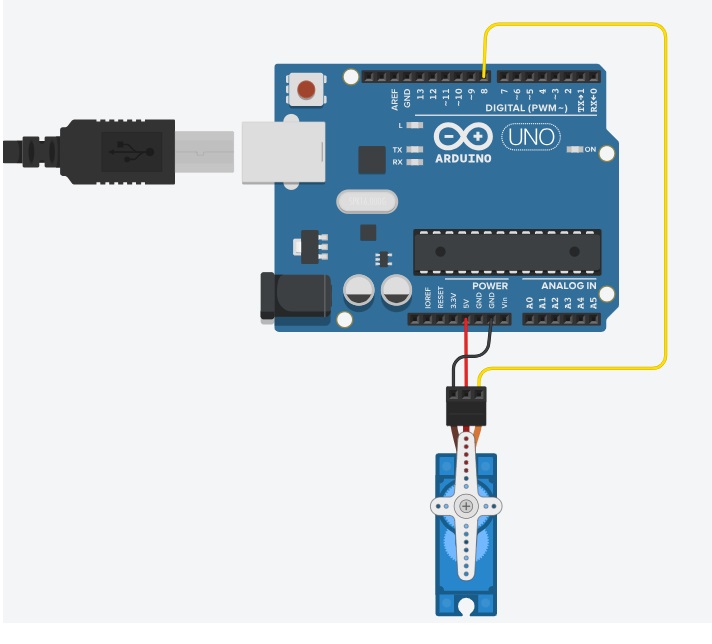 AREF
GND
13
12
~11
~10
~9
8
7
~6
~5
4
~3
2
TX→1
RX←0
DIGITAL (PWM~)
L
TX
RX
ARDUINO
UNO
ON
POWER
ANALOG IN
IOREF
RESET
3.3V
5V
GND
GND
Vin
A0
A1
A2
A3
A4
A5